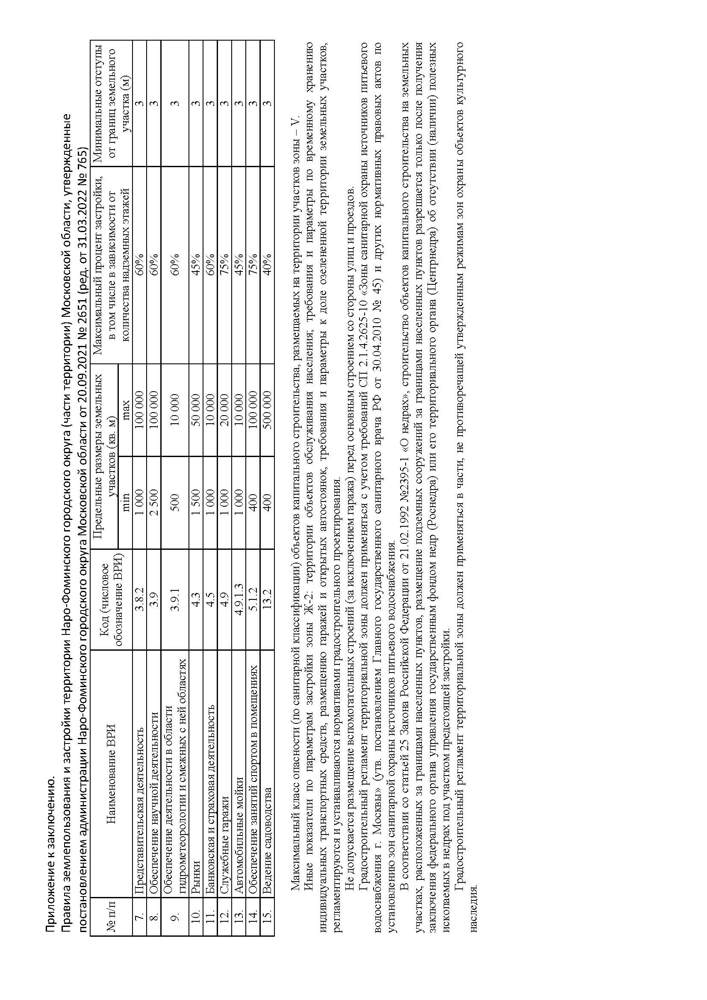 Приложение к заключению.
Правила землепользования и застройки территории Наро-Фоминского городского округа (части территории) Московской области, утвержденные
постановлением администрации Наро-Фоминского городского округа Московской области от 20.09.2021 № 2651 (ред. от 31.03.2022 № 765)
№ п/п Наименование ВРИ Код (числовое обозначение ВРИ) Предельные размеры земельных участков (кв. м) Максимальный процент застройки, в том числе в зависимости от количества надземных этажей Минимальные отступы от границ земельного участка (м)
min max
7. Представительская деятельность 3.8.2 1 000 100 000 60% 3
8. Обеспечение научной деятельности 3.9 2 500 100 000 60% 3
9. Обеспечение деятельности в области
гидрометеорологии и смежных с ней областях 3.9.1 500 10 000 60% 3
10. Рынки 4.3 1 500 50 000 45% 3
11. Банковская и страховая деятельность 4.5 1 000 10 000 60% 3
12. Служебные гаражи 4.9 1 000 20 000 75% 3
13. Автомобильные мойки 4.9.1.3 1 000 10 000 45% 3
14. Обеспечение занятий спортом в помещениях 5.1.2 400 100 000 75% 3
15. Ведение садоводства 13.2 400 500 000 40% 3
Максимальный класс опасности (по санитарной классификации) объектов капитального строительства, размещаемых на территории участков зоны – V.
Иные показатели по параметрам застройки зоны Ж-2: территории объектов обслуживания населения; требования и параметры по временному хранению
индивидуальных транспортных средств, размещению гаражей и открытых автостоянок, требования и параметры к доле озелененной территории земельных участков,
регламентируются и устанавливаются нормативами градостроительного проектирования.
Не допускается размещение вспомогательных строений (за исключением гаража) перед основным строением со стороны улиц и проездов.
Градостроительный регламент территориальной зоны должен применяться с учетом требований СП 2.1.4.2625-10 «Зоны санитарной охраны источников питьевого
водоснабжения г. Москвы» (утв. постановлением Главного государственного санитарного врача РФ от 30.04.2010 № 45) и других нормативных правовых актов по
установлению зон санитарной охраны источников питьевого водоснабжения.
В соответствии со статьей 25 Закона Российской Федерации от 21.02.1992 №2395-1 «О недрах», строительство объектов капитального строительства на земельных
участках, расположенных за границами населенных пунктов, размещение подземных сооружений за границами населенных пунктов разрешается только после получения
заключения федерального органа управления государственным фондом недр (Роснедра) или его территориального органа (Центрнедра) об отсутствии (наличии) полезных
ископаемых в недрах под участком предстоящей застройки.
Градостроительный регламент территориальной зоны должен применяться в части, не противоречащей утвержденным режимам зон охраны объектов культурного
наследия.